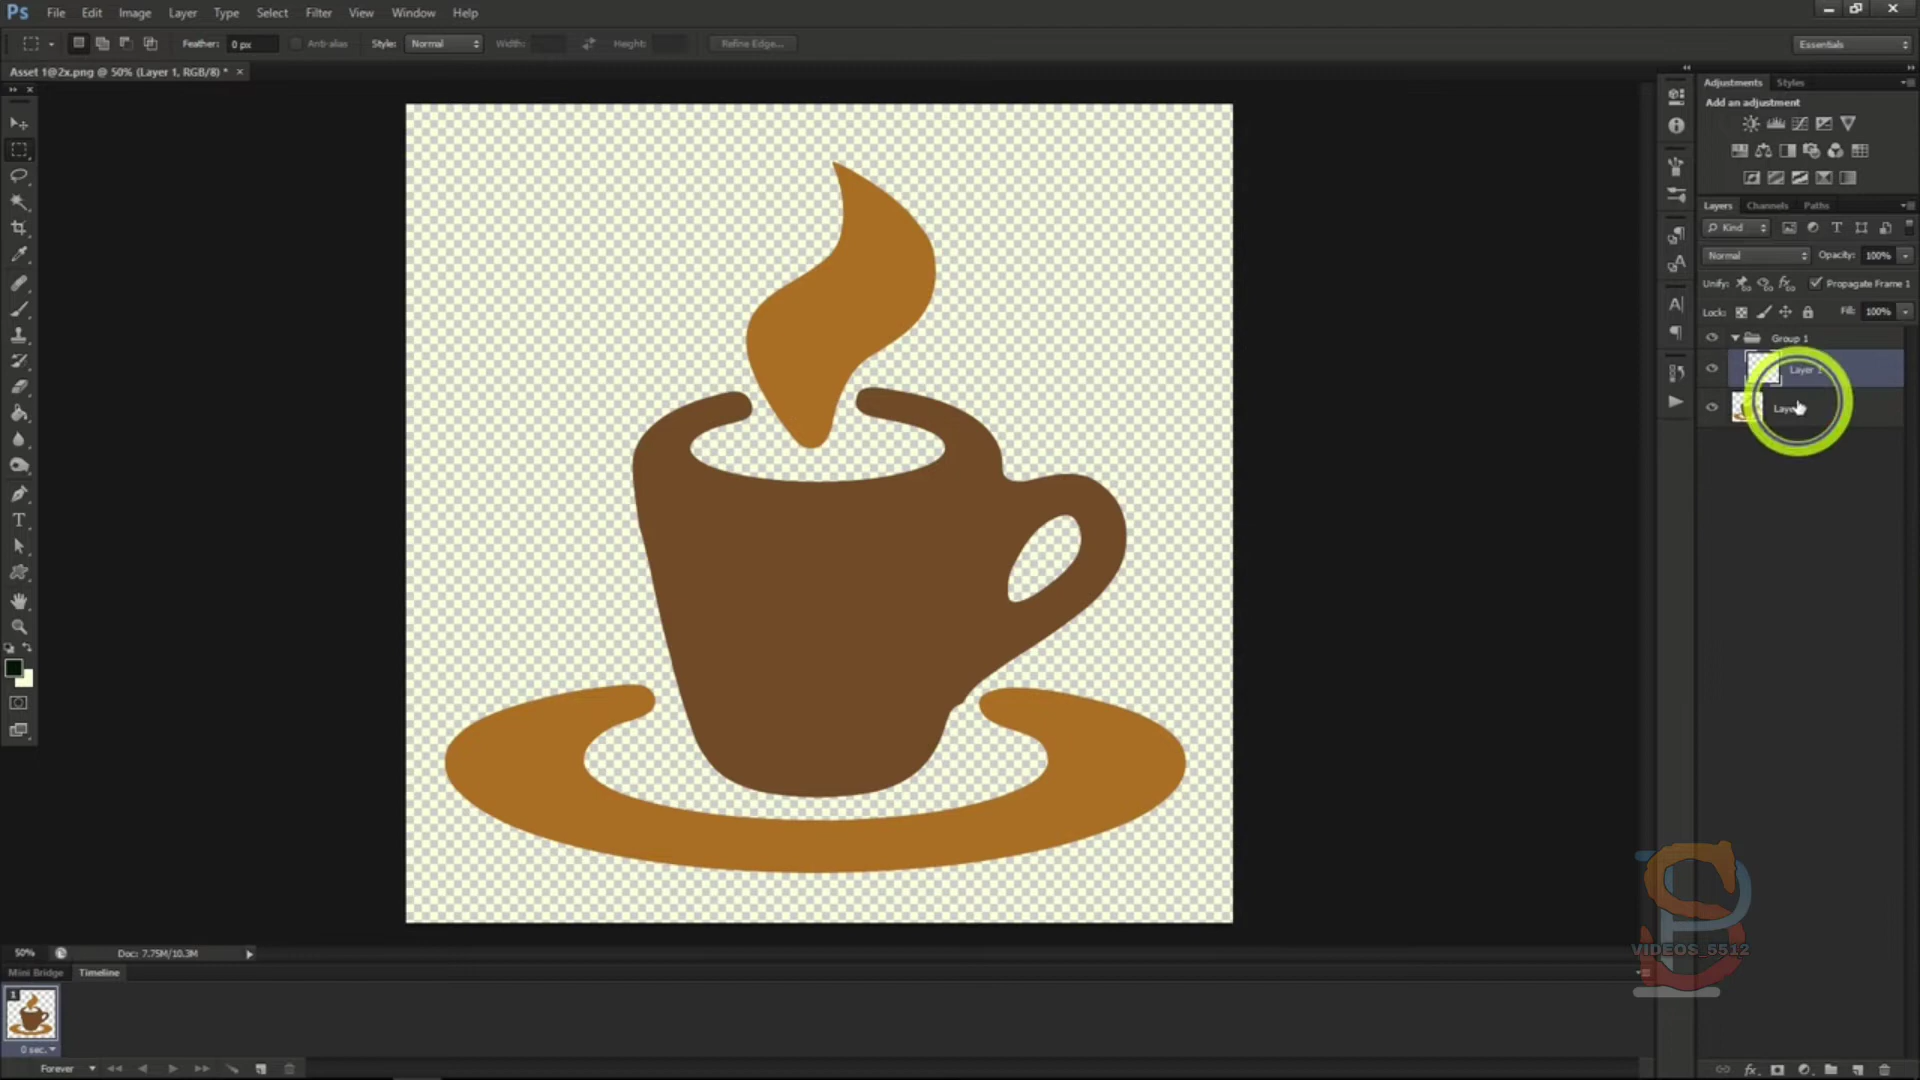 Ps File Edit Image Layer Type Select Filter View Window Help
Feather: 0 px Anti-alias Style: Normal Width: Height: Refine Edge... Essentials
Asset 1@2x.png @ 50% (Layer 1, RGB/8) * ×
Adjustments Styles
Add an adjustment
Layers Channels Paths
Kind
Normal Opacity: 100%
Unify: Propagate Frame 1
Lock: Fill: 100%
Group 1
Layer
VIDEOS_5512
50% Doc: 7.75M/10.3M
Mini Bridge Timeline
1
0 sec.
Forever